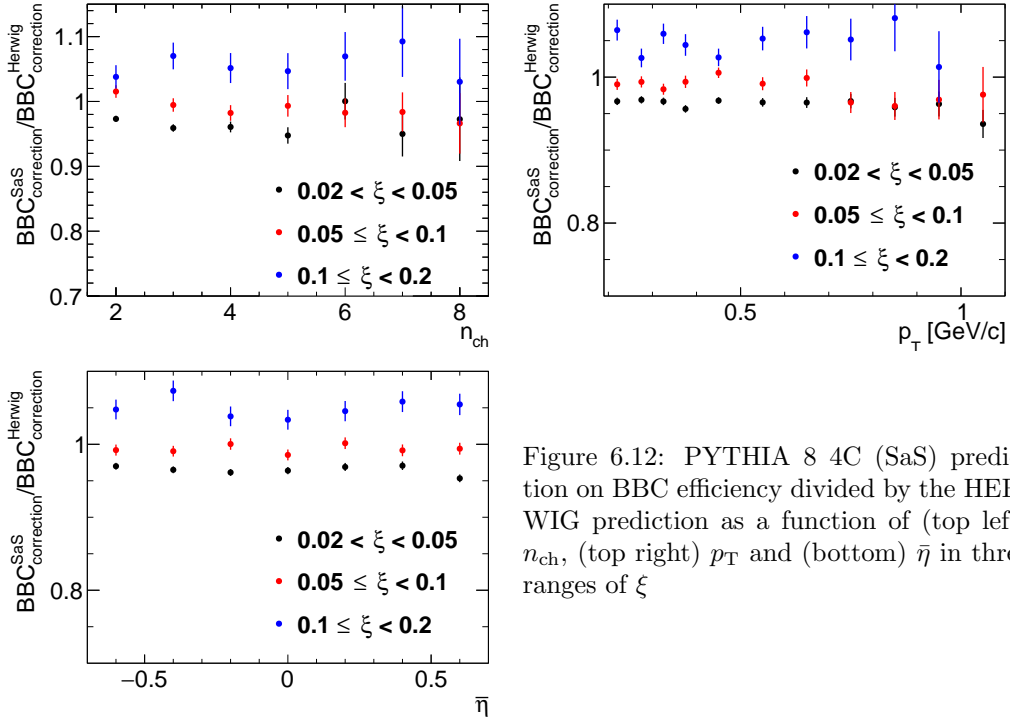 BBC^SaS_correction/BBC^Herwig_correction
1.1
1
0.9
0.8
0.7
0.02 < ξ < 0.05
0.05 ≤ ξ < 0.1
0.1 ≤ ξ < 0.2
2 4 6 8
n_ch
BBC^SaS_correction/BBC^Herwig_correction
1
0.8
0.02 < ξ < 0.05
0.05 ≤ ξ < 0.1
0.1 ≤ ξ < 0.2
0.5 1
p_T [GeV/c]
BBC^SaS_correction/BBC^Herwig_correction
1
0.8
0.02 < ξ < 0.05
0.05 ≤ ξ < 0.1
0.1 ≤ ξ < 0.2
−0.5 0 0.5
η̄
Figure 6.12: PYTHIA 8 4C (SaS) predic
tion on BBC efficiency divided by the HER
WIG prediction as a function of (top left
n_ch, (top right) p_T and (bottom) η̄ in three
ranges of ξ